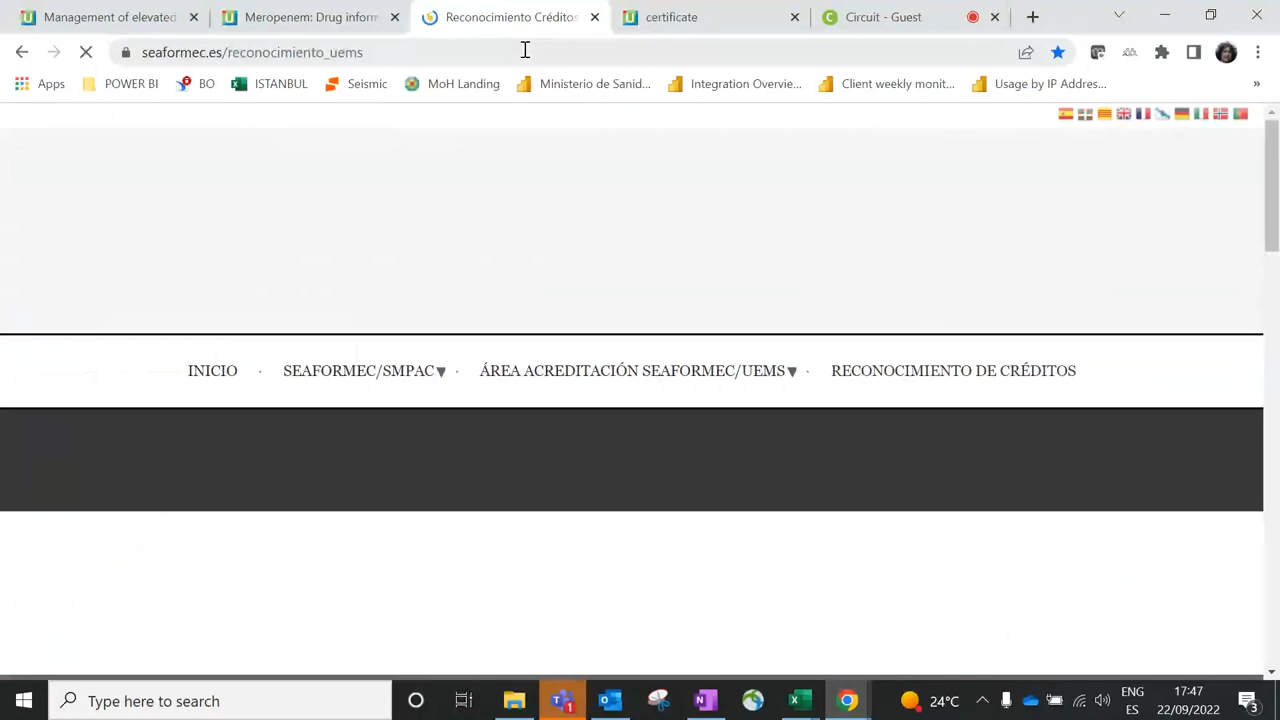 Management of elevated
Meropenem: Drug inform
Reconocimiento Créditos
certificate
Circuit - Guest
seaformec.es/reconocimiento_uems
Apps
POWER BI
BO
ISTANBUL
Seismic
MoH Landing
Ministerio de Sanid...
Integration Overvie...
Client weekly monit...
Usage by IP Addres...
»
INICIO · SEAFORMEC/SMPAC▼ · ÁREA ACREDITACIÓN SEAFORMEC/UEMS▼ · RECONOCIMIENTO DE CRÉDITOS
Type here to search
1
24°C
ENG
ES
17:47
22/09/2022
3